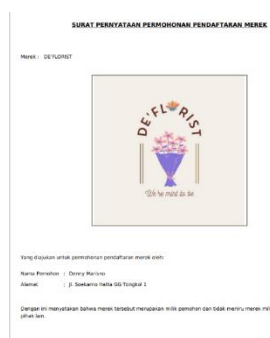 SURAT PERNYATAAN PERMOHONAN PENDAFTARAN MEREK
Merek : DE'FLORIST
DE'FLORIST
We're mint to be
Yang diajukan untuk permohonan pendaftaran merek oleh:
Nama Pemohon : Denny Marisno
Alamat : Jl. Soekarno Hatta GG Tongkol 1
Dengan ini menyatakan bahwa merek tersebut merupakan milik pemohon dan tidak meniru merek mil
pihak lain.